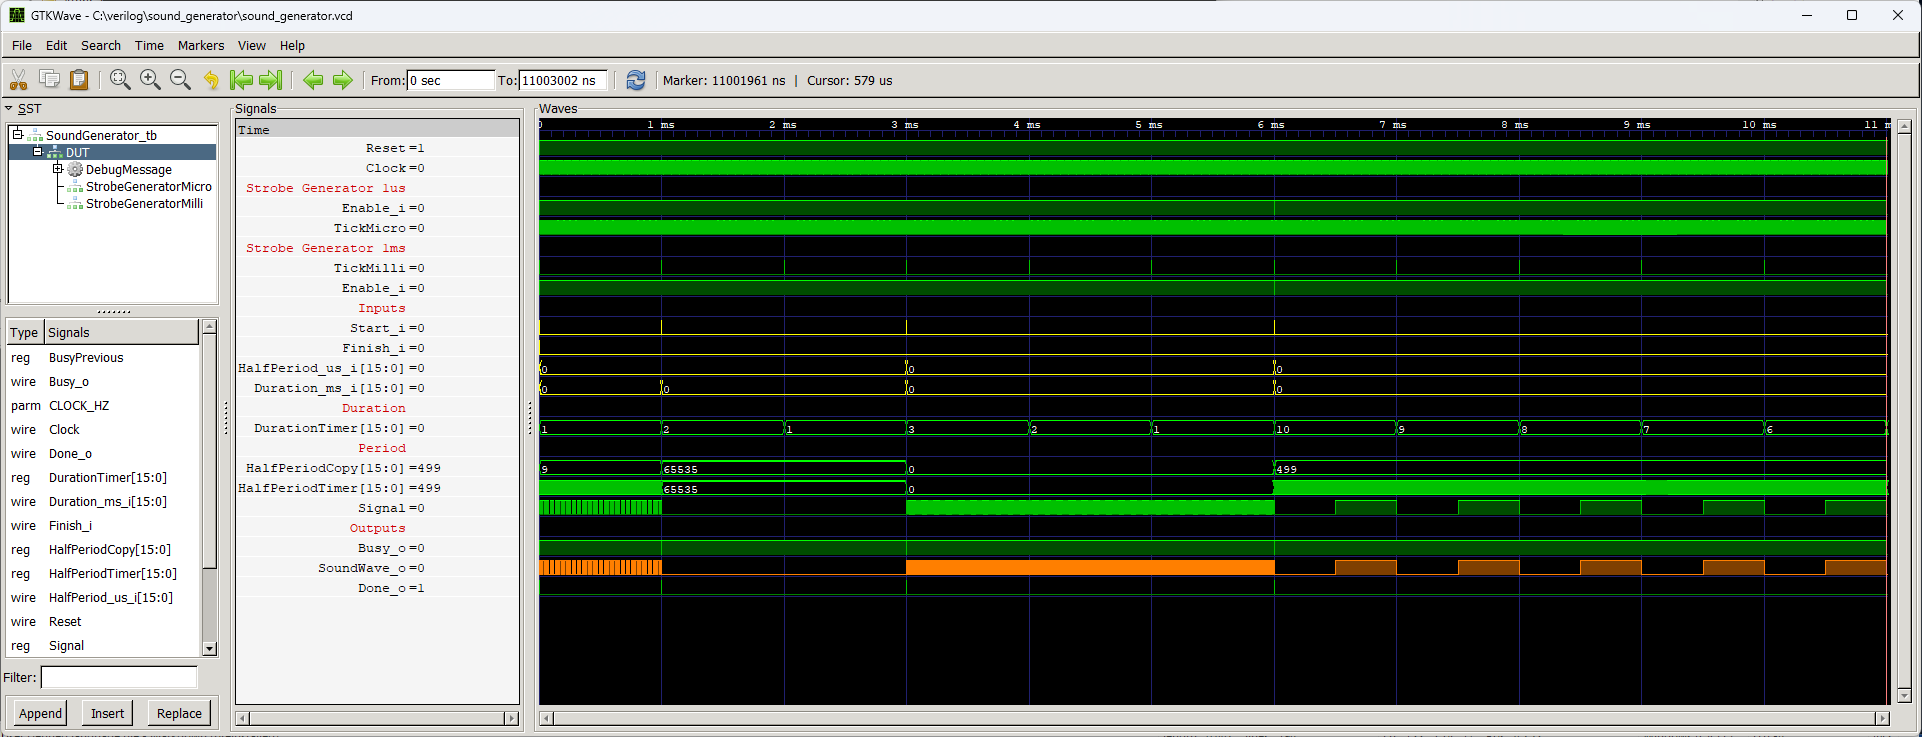 GTKWave - C:\verilog\sound_generator\sound_generator.vcd
File Edit Search Time Markers View Help
From: 0 sec To: 11003002 ns Marker: 11001961 ns | Cursor: 579 us
SST
SoundGenerator_tb
DUT
DebugMessage
StrobeGeneratorMicro
StrobeGeneratorMilli
Type Signals
reg BusyPrevious
wire Busy_o
parm CLOCK_HZ
wire Clock
wire Done_o
reg DurationTimer[15:0]
wire Duration_ms_i[15:0]
wire Finish_i
reg HalfPeriodCopy[15:0]
reg HalfPeriodTimer[15:0]
wire HalfPeriod_us_i[15:0]
wire Reset
reg Signal
Filter:
Append Insert Replace
Signals
Time
Reset =1
Clock =0
Strobe Generator 1us
Enable_i =0
TickMicro =0
Strobe Generator 1ms
TickMilli =0
Enable_i =0
Inputs
Start_i =0
Finish_i =0
HalfPeriod_us_i[15:0] =0
Duration_ms_i[15:0] =0
Duration
DurationTimer[15:0] =0
Period
HalfPeriodCopy[15:0] =499
HalfPeriodTimer[15:0] =499
Signal =0
Outputs
Busy_o =0
SoundWave_o =0
Done_o =1
Waves
0 1 ms 2 ms 3 ms 4 ms 5 ms 6 ms 7 ms 8 ms 9 ms 10 ms 11 m
0 0 0
0 0 0 0
1 2 1 3 2 1 10 9 8 7 6
9 65535 0 499
65535 0